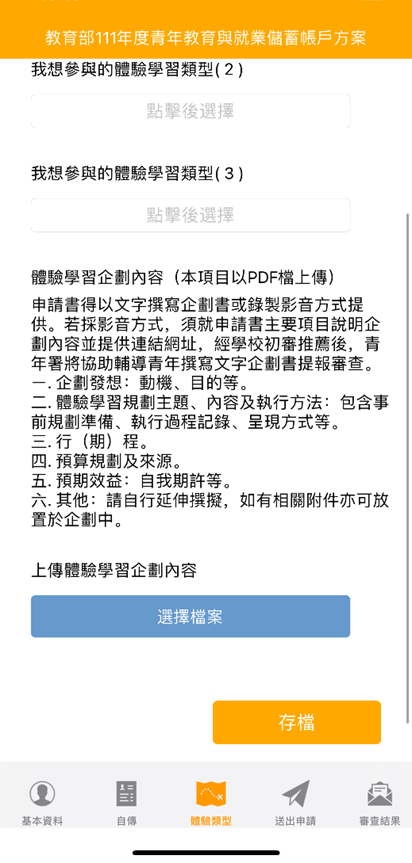 教育部111年度青年教育與就業儲蓄帳戶方案
我想參與的體驗學習類型(2)
點擊後選擇
我想參與的體驗學習類型(3)
點擊後選擇
體驗學習企劃內容（本項目以PDF檔上傳）
申請書得以文字撰寫企劃書或錄製影音方式提
供。若採影音方式，須就申請書主要項目說明企
劃內容並提供連結網址，經學校初審推薦後，青
年署將協助輔導青年撰寫文字企劃書提報審查。
一. 企劃發想：動機、目的等。
二. 體驗學習規劃主題、內容及執行方法：包含事
前規劃準備、執行過程記錄、呈現方式等。
三. 行（期）程。
四. 預算規劃及來源。
五. 預期效益：自我期許等。
六. 其他：請自行延伸撰擬，如有相關附件亦可放
置於企劃中。
上傳體驗學習企劃內容
選擇檔案
存檔
基本資料
自傳
體驗類型
送出申請
審查結果